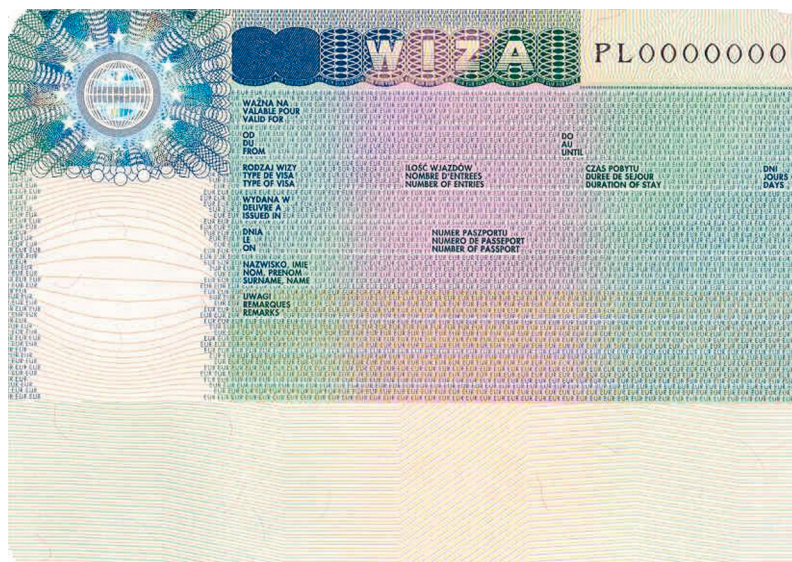 WIZA
PL0000000
WAŻNA NA
VALABLE POUR
VALID FOR
OD
DU
FROM
DO
AU
UNTIL
RODZAJ WIZY
TYPE DE VISA
TYPE OF VISA
ILOŚĆ WJAZDÓW
NOMBRE D'ENTREES
NUMBER OF ENTRIES
CZAS POBYTU
DUREE DE SEJOUR
DURATION OF STAY
DNI
JOURS
DAYS
WYDANA W
DELIVRE A
ISSUED IN
DNIA
LE
ON
NUMER PASZPORTU
NUMERO DE PASSEPORT
NUMBER OF PASSPORT
NAZWISKO, IMIE
NOM, PRENOM
SURNAME, NAME
UWAGI
REMARQUES
REMARKS